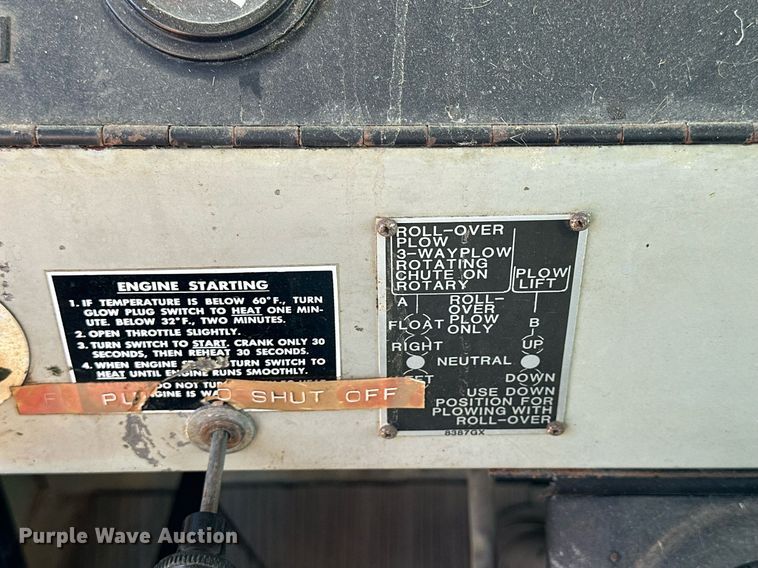 ENGINE STARTING
1. IF TEMPERATURE IS BELOW 60°F., TURN
GLOW PLUG SWITCH TO HEAT ONE MIN-
UTE. BELOW 32°F., TWO MINUTES.
2. OPEN THROTTLE SLIGHTLY.
3. TURN SWITCH TO START. CRANK ONLY 30
SECONDS, THEN REHEAT 30 SECONDS.
4. WHEN ENGINE TURN SWITCH TO
HEAT UNTIL ENGINE RUNS SMOOTHLY.
DO NOT TURN
ENGINE IS
SHUT OFF
ROLL-OVER
PLOW
3-WAYPLOW
ROTATING
CHUTE ON
ROTARY
PLOW
LIFT
A
ROLL-
OVER
PLOW
ONLY
B
FLOAT
RIGHT
UP
NEUTRAL
DOWN
USE DOWN
POSITION FOR
PLOWING WITH
ROLL-OVER
8387GX
Purple Wave Auction